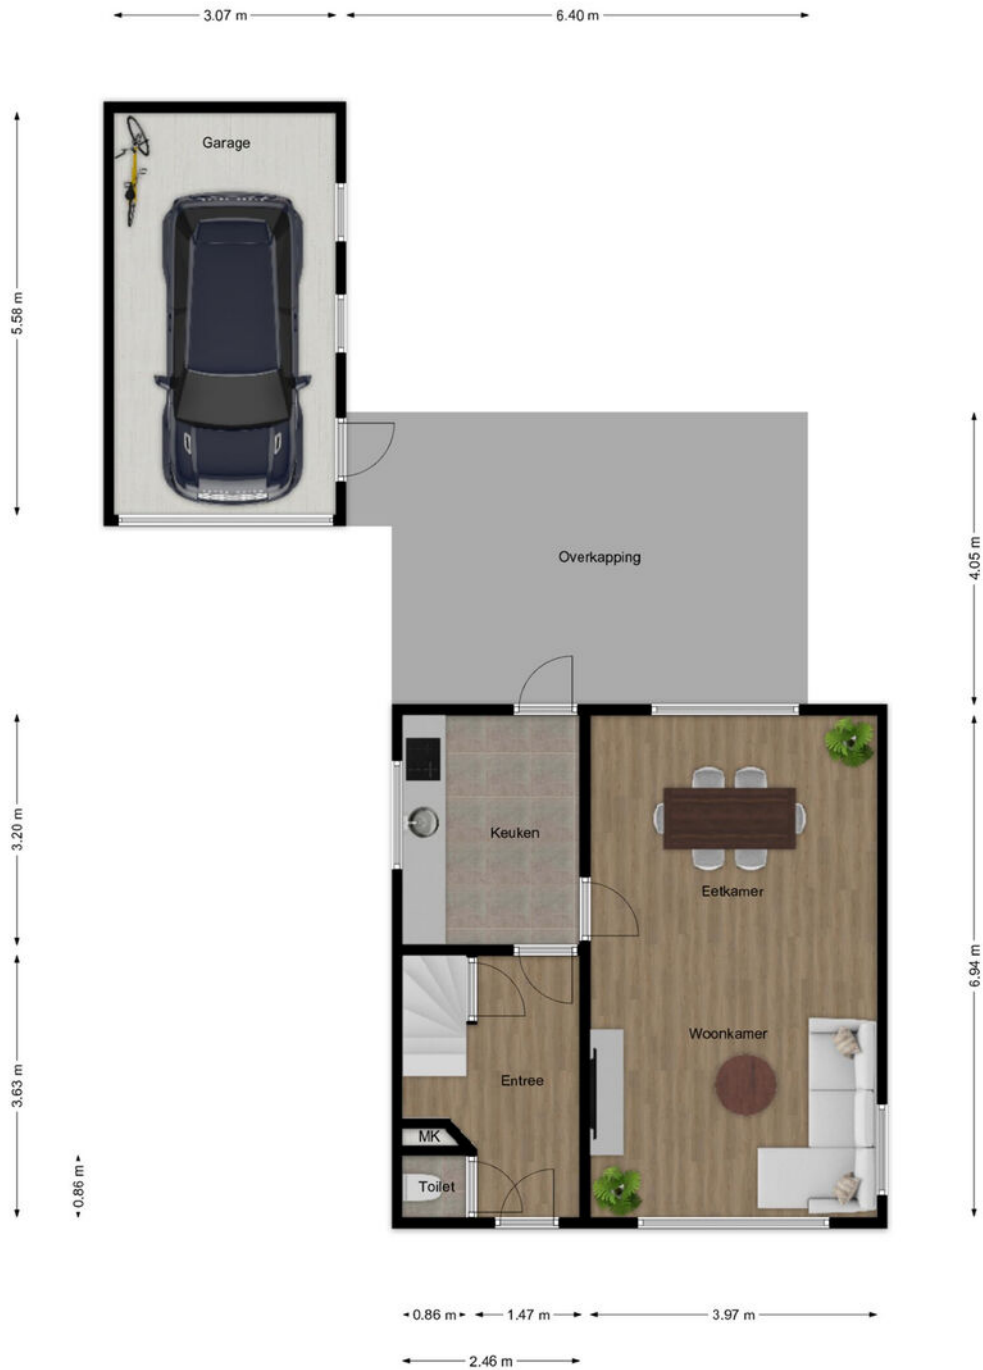 3.07 m
6.40 m
Garage
5.58 m
Overkapping
4.05 m
Keuken
3.20 m
Eetkamer
6.94 m
Woonkamer
Entree
3.63 m
MK
Toilet
0.86 m
0.86 m
1.47 m
3.97 m
2.46 m